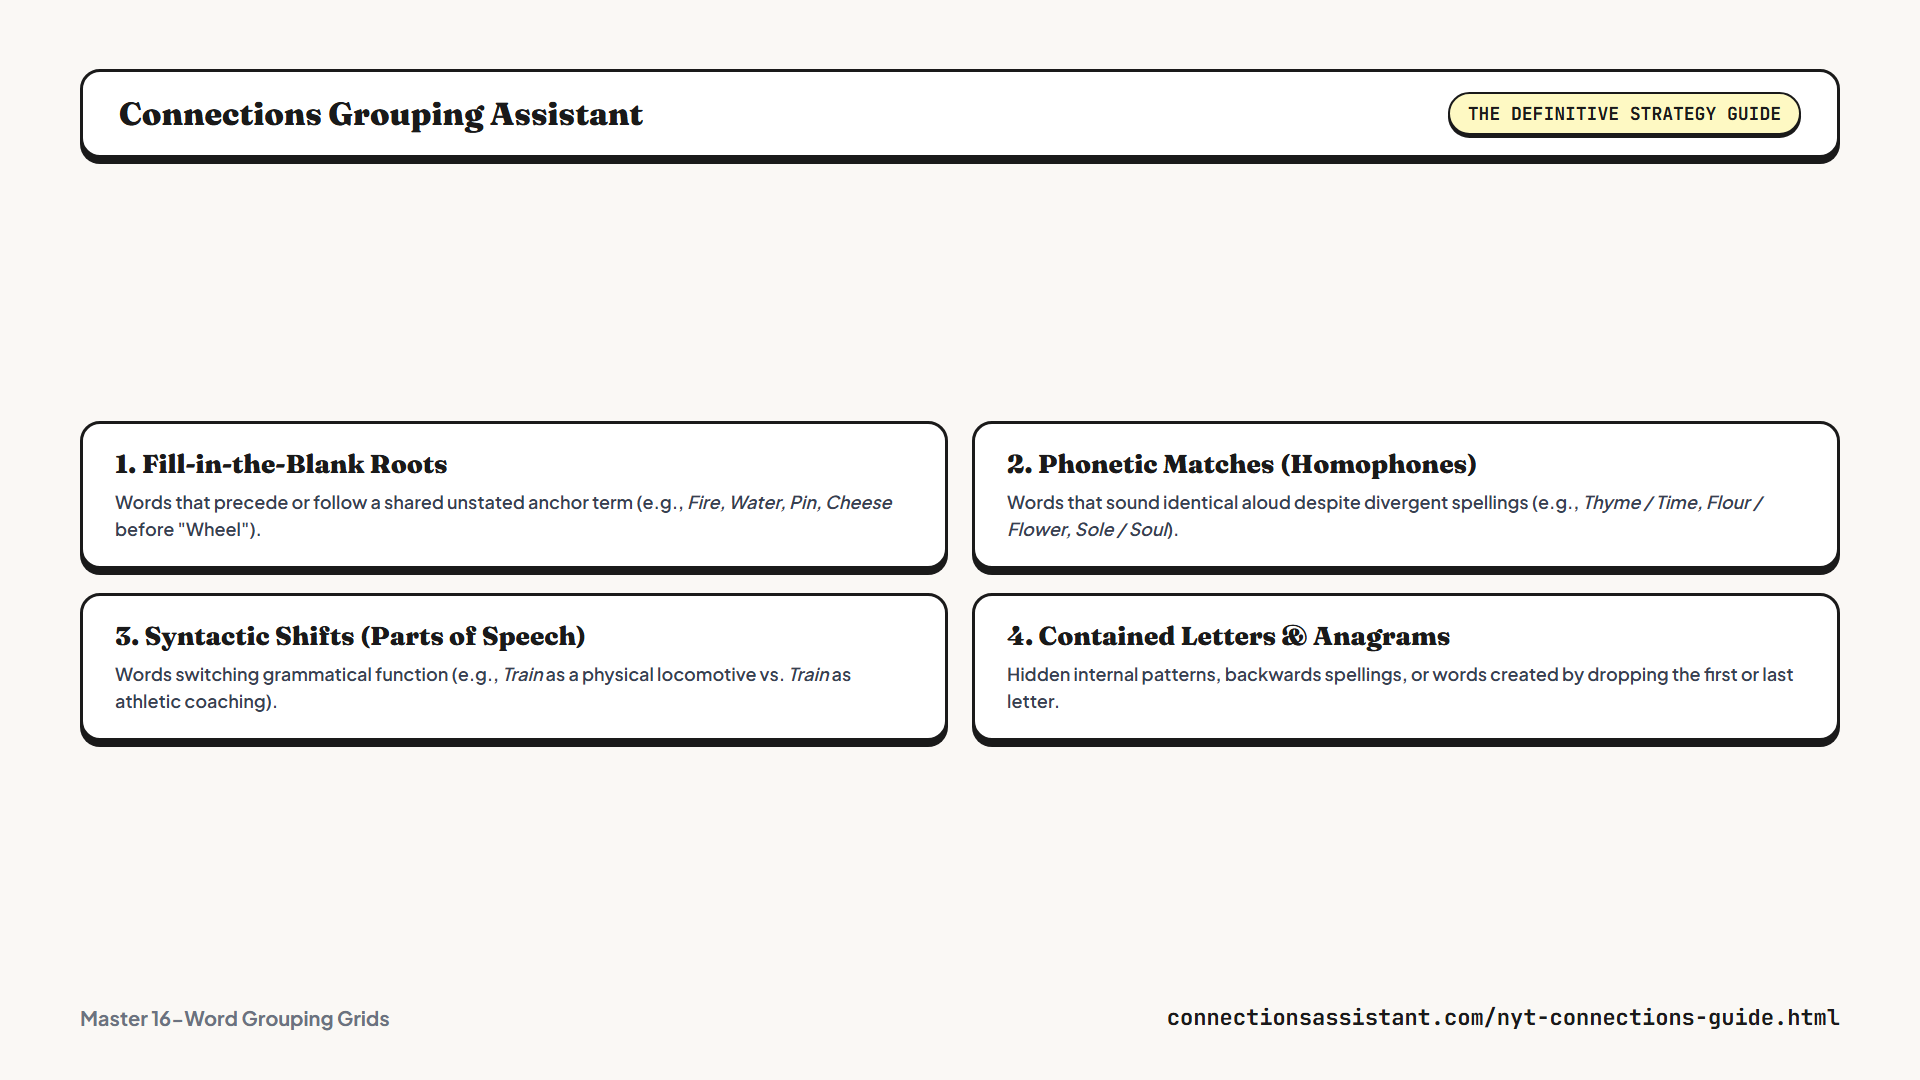 Connections Grouping Assistant
THE DEFINITIVE STRATEGY GUIDE
1. Fill-in-the-Blank Roots
Words that precede or follow a shared unstated anchor term (e.g., Fire, Water, Pin, Cheese
before "Wheel").
2. Phonetic Matches (Homophones)
Words that sound identical aloud despite divergent spellings (e.g., Thyme / Time, Flour /
Flower, Sole / Soul).
3. Syntactic Shifts (Parts of Speech)
Words switching grammatical function (e.g., Train as a physical locomotive vs. Train as
athletic coaching).
4. Contained Letters & Anagrams
Hidden internal patterns, backwards spellings, or words created by dropping the first or last
letter.
Master 16-Word Grouping Grids
connectionsassistant.com/nyt-connections-guide.html